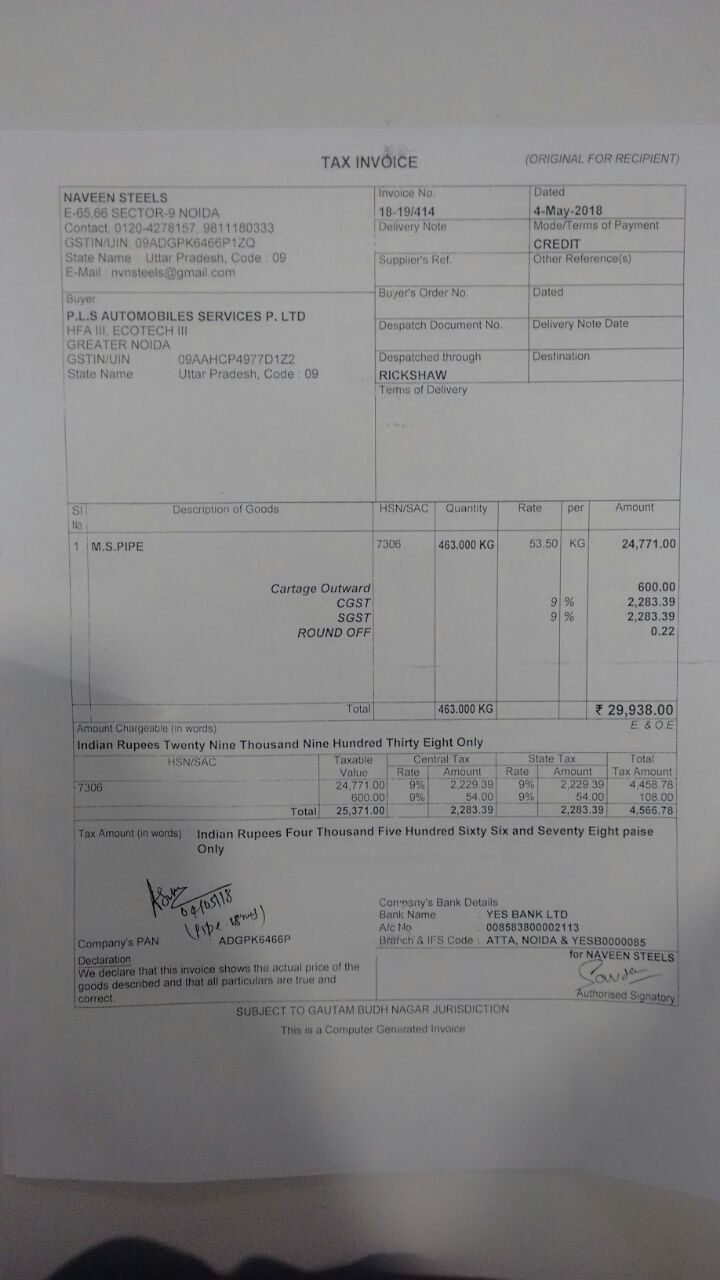 TAX INVOICE
(ORIGINAL FOR RECIPIENT)
NAVEEN STEELS
E-65,66 SECTOR-9 NOIDA
Contact. 0120-4278157, 9811180333
GSTIN/UIN 09ADGPK6466P1ZQ
State Name : Uttar Pradesh, Code : 09
E-Mail : nvnsteels@gmail.com
Invoice No.
18-19/414
Dated
4-May-2018
Delivery Note
Mode/Terms of Payment
CREDIT
Supplier's Ref.
Other Reference(s)
Buyer
P.L.S AUTOMOBILES SERVICES P. LTD
HFA III, ECOTECH III
GREATER NOIDA
GSTIN/UIN : 09AAHCP4977D1Z2
State Name : Uttar Pradesh, Code : 09
Buyer's Order No.
Dated
Despatch Document No.
Delivery Note Date
Despatched through
RICKSHAW
Destination
Terms of Delivery
Sl No
Description of Goods
HSN/SAC
Quantity
Rate
per
Amount
1 M.S.PIPE 7306 463.000 KG 53.50 KG 24,771.00
Cartage Outward 600.00
CGST 9 % 2,283.39
SGST 9 % 2,283.39
ROUND OFF 0.22
Total 463.000 KG ₹ 29,938.00
Amount Chargeable (in words) E. & O.E
Indian Rupees Twenty Nine Thousand Nine Hundred Thirty Eight Only
HSN/SAC Taxable Central Tax State Tax Total
Value Rate Amount Rate Amount Tax Amount
7306 24,771.00 9% 2,229.39 9% 2,229.39 4,458.78
600.00 9% 54.00 9% 54.00 108.00
Total 25,371.00 2,283.39 2,283.39 4,566.78
Tax Amount (in words) : Indian Rupees Four Thousand Five Hundred Sixty Six and Seventy Eight paise
Only
04/05/18
Company's PAN : ADGPK6466P
Company's Bank Details
Bank Name : YES BANK LTD
A/c No : 008583800002113
Branch & IFS Code : ATTA, NOIDA & YESB0000085
Declaration
We declare that this invoice shows the actual price of the
goods described and that all particulars are true and
correct.
for NAVEEN STEELS
Authorised Signatory
SUBJECT TO GAUTAM BUDH NAGAR JURISDICTION
This is a Computer Generated Invoice